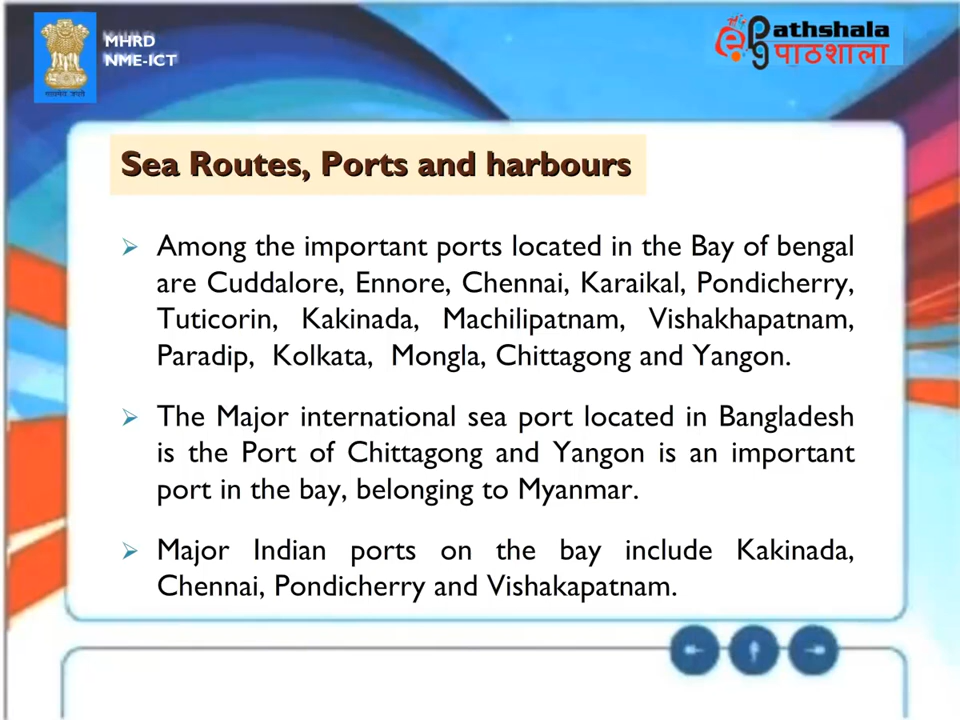 MHRD
NME-ICT
ePg Pathshala
पाठशाला
Sea Routes, Ports and harbours
Among the important ports located in the Bay of bengal
are Cuddalore, Ennore, Chennai, Karaikal, Pondicherry,
Tuticorin, Kakinada, Machilipatnam, Vishakhapatnam,
Paradip, Kolkata, Mongla, Chittagong and Yangon.
The Major international sea port located in Bangladesh
is the Port of Chittagong and Yangon is an important
port in the bay, belonging to Myanmar.
Major Indian ports on the bay include Kakinada,
Chennai, Pondicherry and Vishakapatnam.